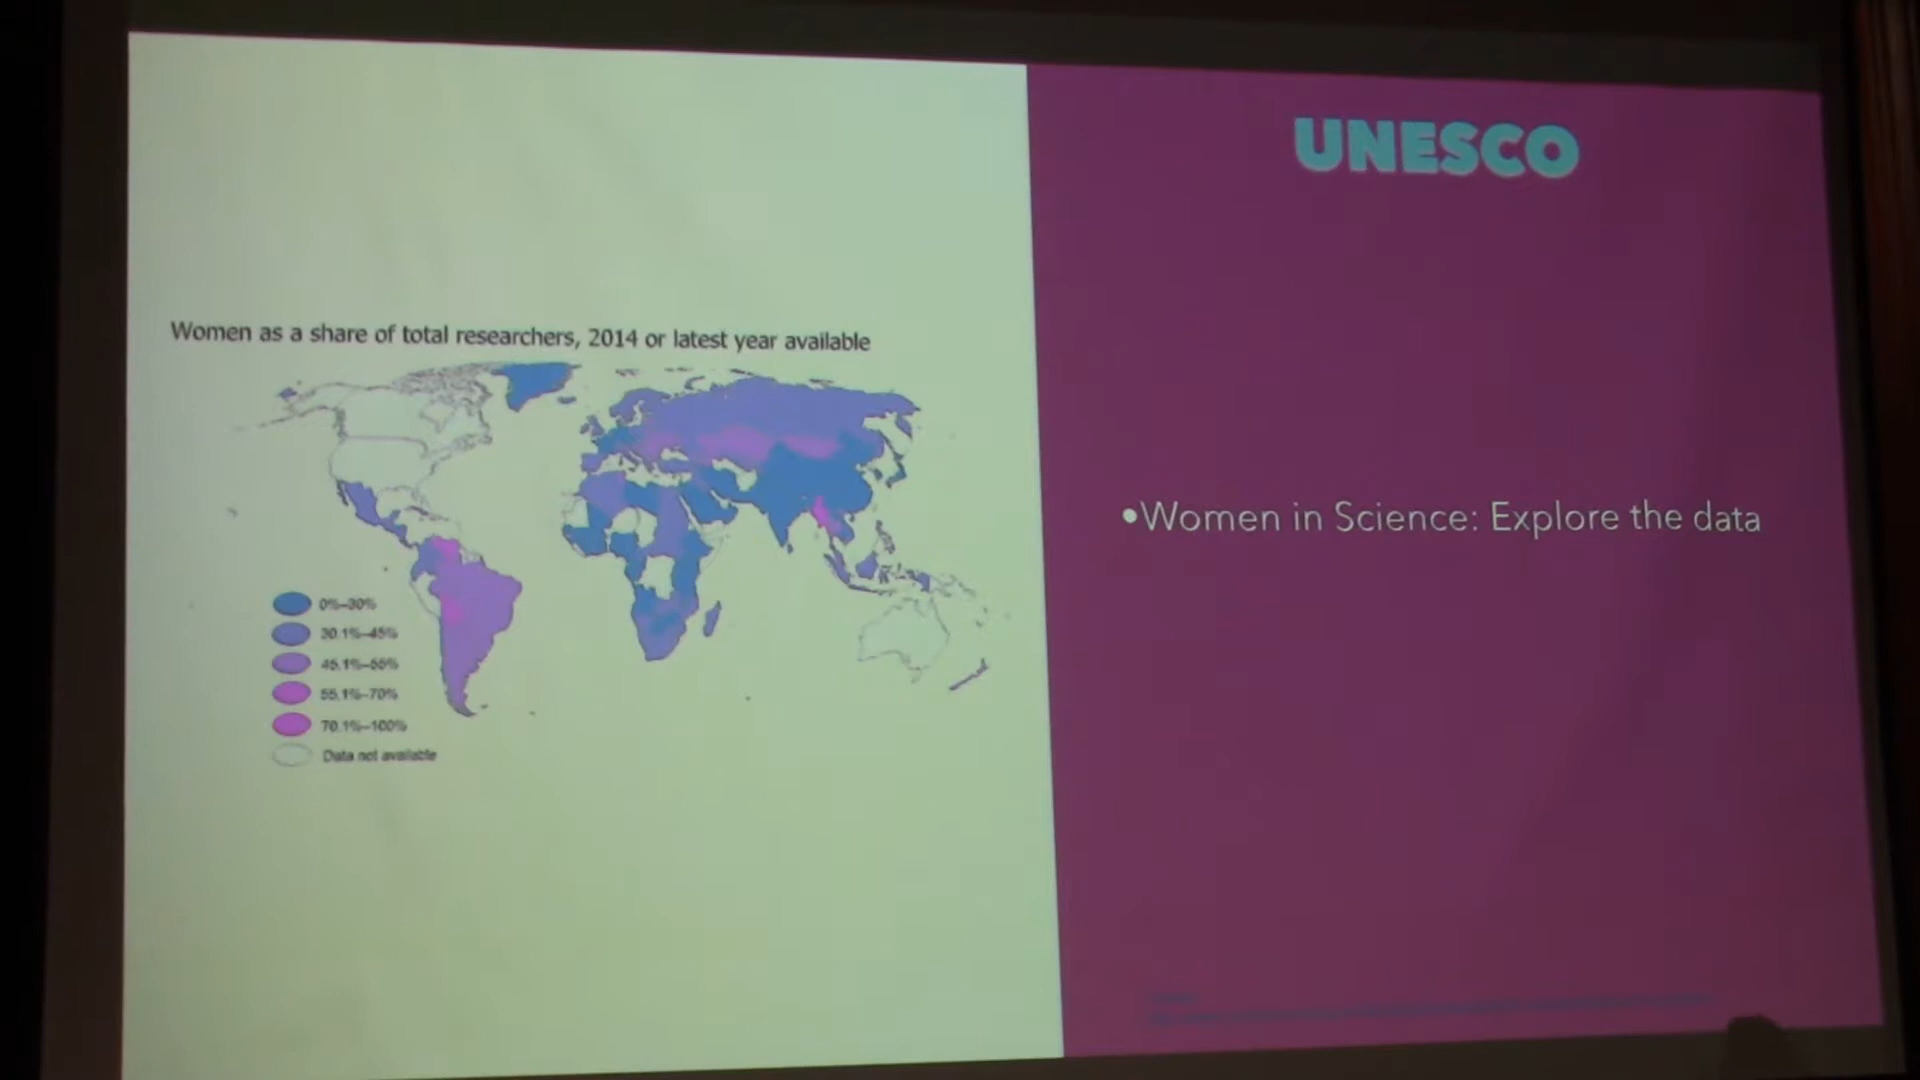 Women as a share of total researchers, 2014 or latest year available
0%–30%
30.1%–45%
45.1%–55%
55.1%–70%
70.1%–100%
Data not available
UNESCO
•Women in Science: Explore the data